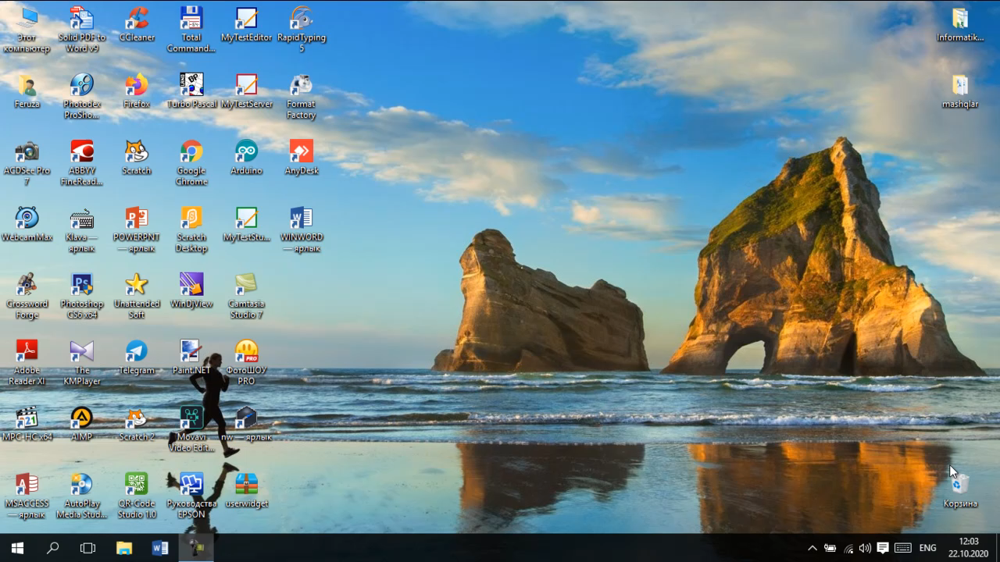 Этот
компьютер
Solid PDF to
Word v9
CCleaner
Total
Command...
MyTestEditor
RapidTyping
5
Informatik...
Feruza
Photodex
ProSho...
Firefox
Turbo Pascal
MyTestServer
Format
Factory
mashqlar
ACDSee Pro
7
ABBYY
FineRead...
Scratch
Google
Chrome
Arduino
AnyDesk
WebcamMax
Klava —
ярлык
POWERPNT
— ярлык
Scratch
Desktop
MyTestStu...
WINWORD
— ярлык
Crossword
Forge
Photoshop
CS6 x64
Unattended
Soft
WinDjView
Camtasia
Studio 7
Adobe
Reader XI
The
KMPlayer
Telegram
Paint.NET
ФотоШОУ
PRO
MPC-HC x64
AIMP
Scratch 2
Movavi
Video Edit...
nw — ярлык
MSACCESS
— ярлык
AutoPlay
Media Stud...
QR-Code
Studio 1.0
Руководства
EPSON
userwidget
Корзина
ENG
12:03
22.10.2020